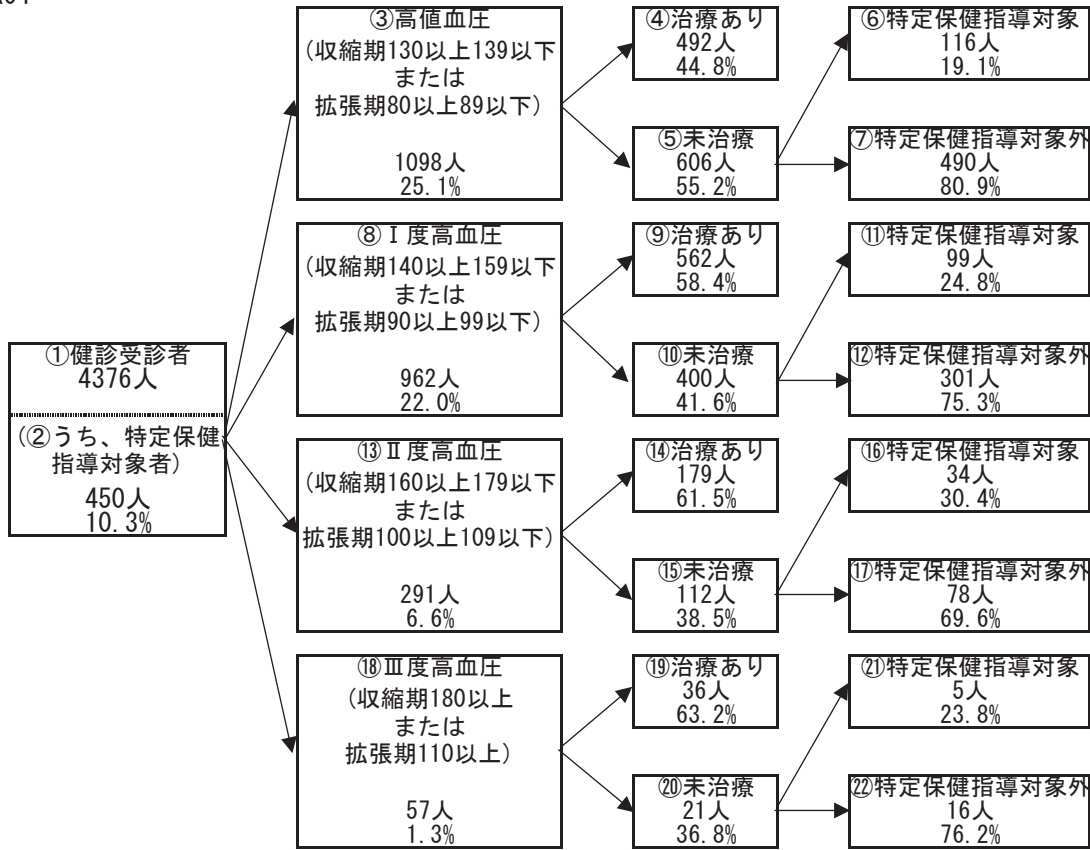 ①健診受診者
4376人
(②うち、特定保健
指導対象者)
450人
10.3%
③高値血圧
(収縮期130以上139以下
または
拡張期80以上89以下)
1098人
25.1%
④治療あり
492人
44.8%
⑤未治療
606人
55.2%
⑥特定保健指導対象
116人
19.1%
⑦特定保健指導対象外
490人
80.9%
⑧Ⅰ度高血圧
(収縮期140以上159以下
または
拡張期90以上99以下)
962人
22.0%
⑨治療あり
562人
58.4%
⑩未治療
400人
41.6%
⑪特定保健指導対象
99人
24.8%
⑫特定保健指導対象外
301人
75.3%
⑬Ⅱ度高血圧
(収縮期160以上179以下
または
拡張期100以上109以下)
291人
6.6%
⑭治療あり
179人
61.5%
⑮未治療
112人
38.5%
⑯特定保健指導対象
34人
30.4%
⑰特定保健指導対象外
78人
69.6%
⑱Ⅲ度高血圧
(収縮期180以上
または
拡張期110以上)
57人
1.3%
⑲治療あり
36人
63.2%
⑳未治療
21人
36.8%
㉑特定保健指導対象
5人
23.8%
㉒特定保健指導対象外
16人
76.2%